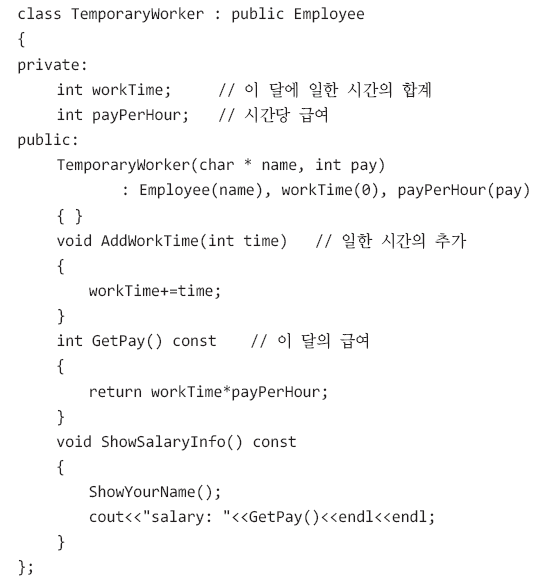 class TemporaryWorker : public Employee
{
private:
    int workTime;      // 이 달에 일한 시간의 합계
    int payPerHour;   // 시간당 급여
public:
    TemporaryWorker(char * name, int pay)
            : Employee(name), workTime(0), payPerHour(pay)
    { }
    void AddWorkTime(int time)   // 일한 시간의 추가
    {
        workTime+=time;
    }
    int GetPay() const    // 이 달의 급여
    {
        return workTime*payPerHour;
    }
    void ShowSalaryInfo() const
    {
        ShowYourName();
        cout<<"salary: "<<GetPay()<<endl<<endl;
    }
};